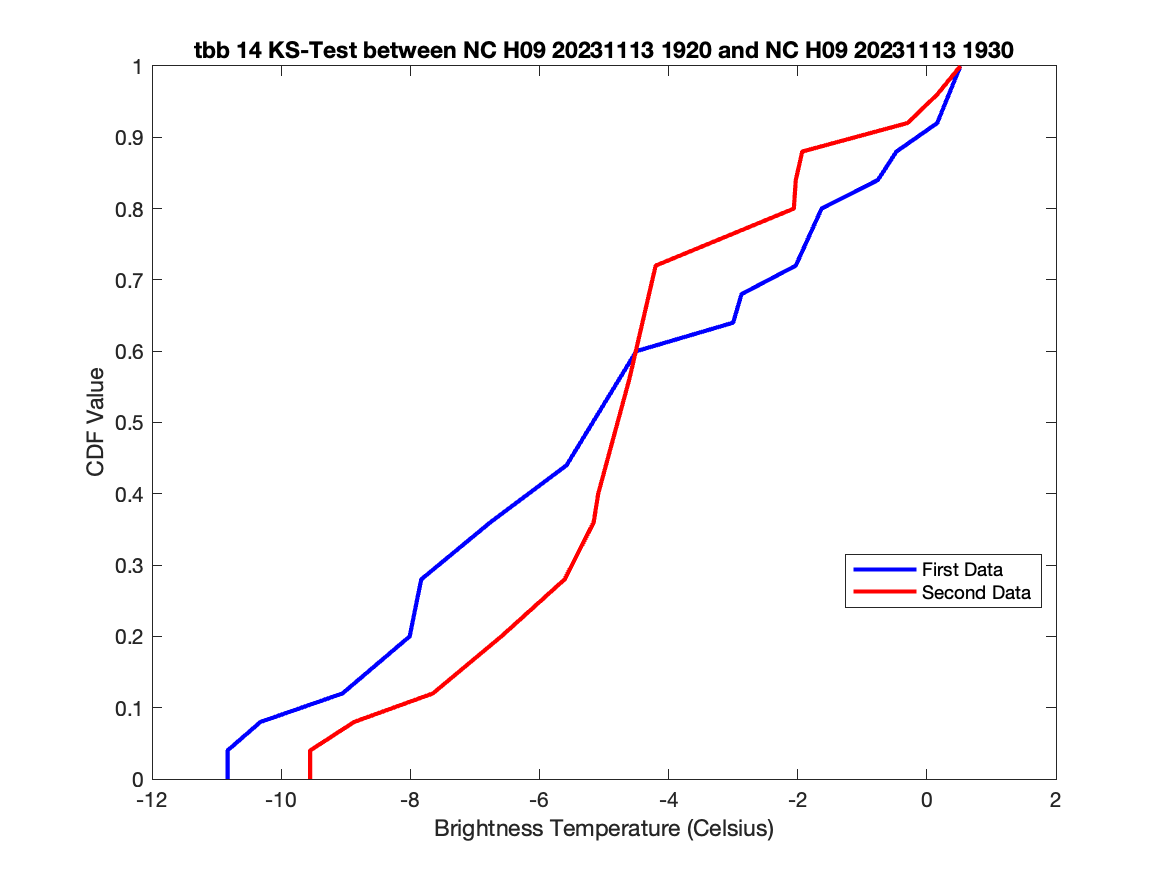 tbb 14 KS-Test between NC H09 20231113 1920 and NC H09 20231113 1930
1
0.9
0.8
0.7
0.6
0.5
0.4
0.3
0.2
0.1
0
CDF Value
First Data
Second Data
-12 -10 -8 -6 -4 -2 0 2
Brightness Temperature (Celsius)